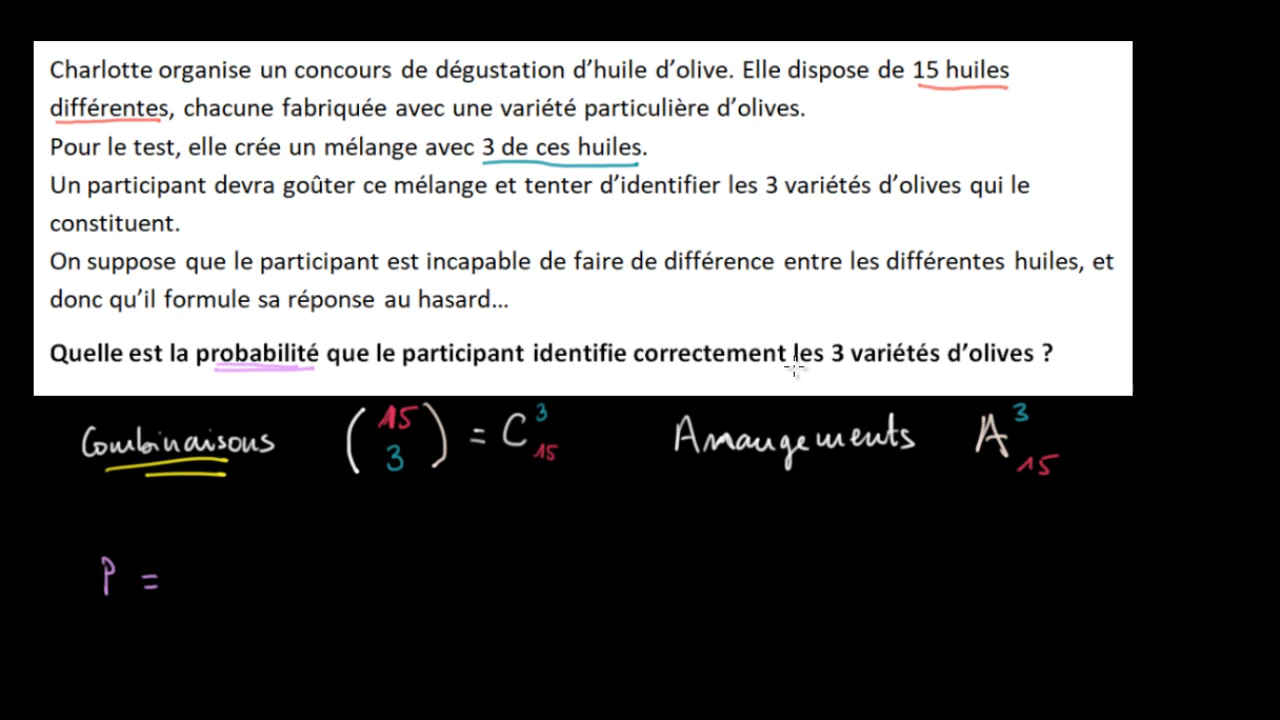 Charlotte organise un concours de dégustation d’huile d’olive. Elle dispose de 15 huiles
différentes, chacune fabriquée avec une variété particulière d’olives.
Pour le test, elle crée un mélange avec 3 de ces huiles.
Un participant devra goûter ce mélange et tenter d’identifier les 3 variétés d’olives qui le
constituent.
On suppose que le participant est incapable de faire de différence entre les différentes huiles, et
donc qu’il formule sa réponse au hasard…
Quelle est la probabilité que le participant identifie correctement les 3 variétés d’olives ?
Combinaisons (15 3) = C 3 15 Arrangements A 3 15
P =